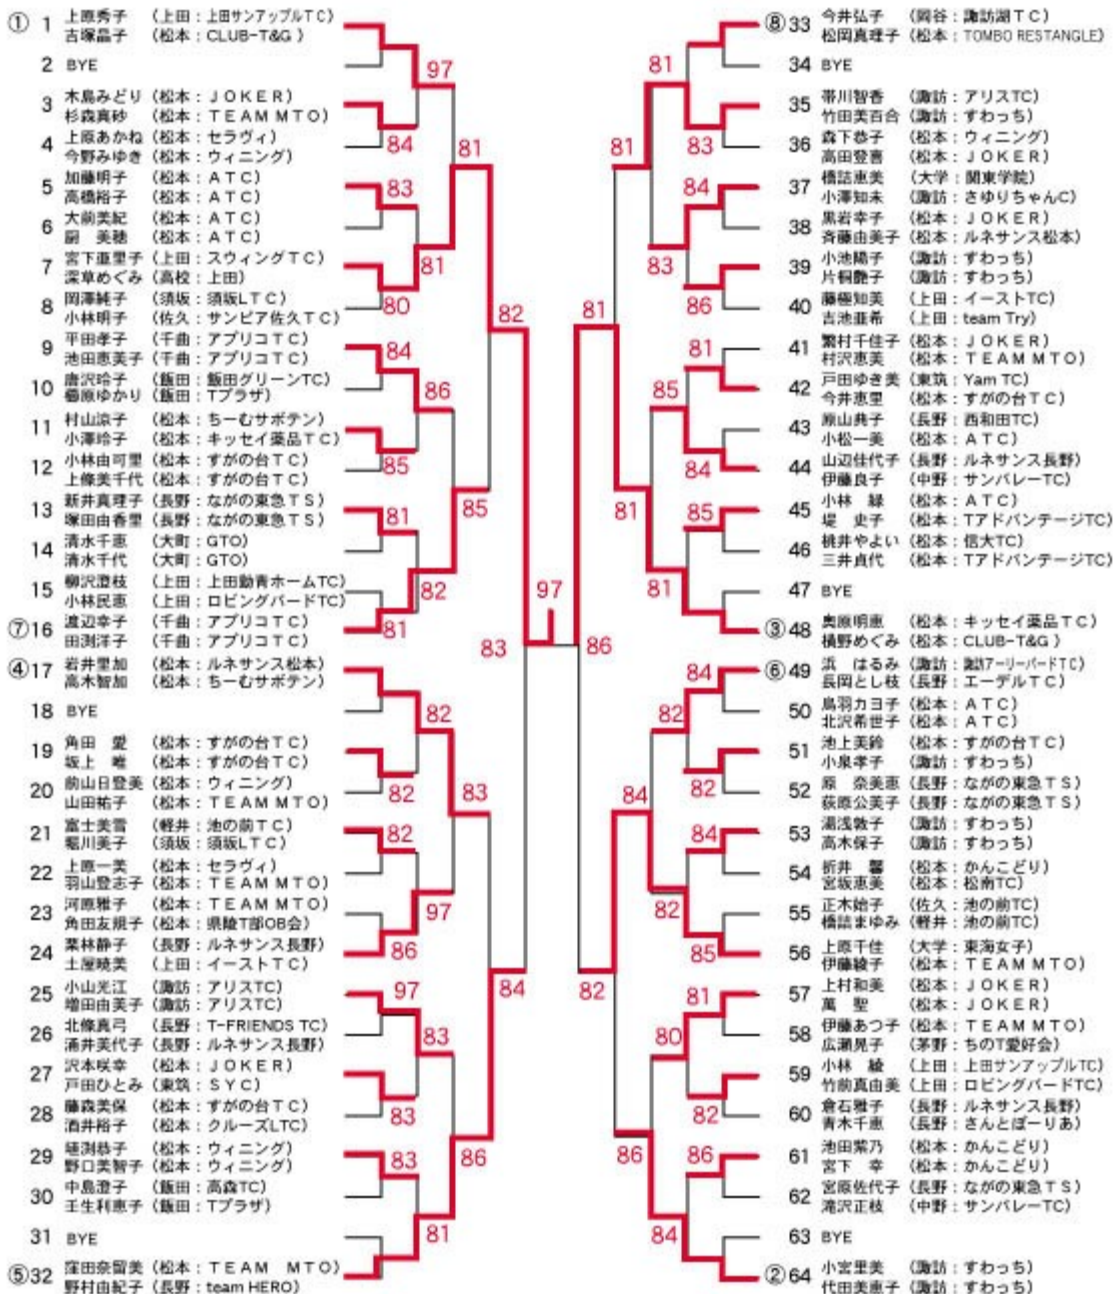 ① 1 上原秀子 (上田：上田サンアップルTC)
古塚晶子 (松本：CLUB-T&G )
2 BYE
97
3 木島みどり (松本：JOKER)
杉森真砂 (松本：TEAM MTO)
4 上原あかね (松本：セラヴィ)
今野みゆき (松本：ウィニング)
84
81
5 加藤明子 (松本：ATC)
高橋裕子 (松本：ATC)
83
6 大前美紀 (松本：ATC)
美穂 (松本：ATC)
7 宮下亜里子 (上田：スウィングTC)
深草めぐみ (高校：上田)
81
8 岡澤純子 (須坂：須坂LTC)
小林明子 (佐久：サンピア佐久TC)
80
82
9 平田孝子 (千曲：アプリコTC)
池田恵美子 (千曲：アプリコTC)
84
10 唐沢玲子 (飯田：飯田グリーンTC)
櫛原ゆかり (飯田：Tプラザ)
86
11 村山涼子 (松本：ちーむサボテン)
小澤玲子 (松本：キッセイ薬品TC)
12 小林由可里 (松本：すがの台TC)
上條美千代 (松本：すがの台TC)
85
13 新井真理子 (長野：ながの東急TS)
塚田由香里 (長野：ながの東急TS)
81
85
14 清水千恵 (大町：GTO)
清水千代 (大町：GTO)
15 柳沢澄枝 (上田：上田動青ホームTC)
小林民恵 (上田：ロビングバードTC)
82
⑦ 16 渡辺幸子 (千曲：アプリコTC)
田渕洋子 (千曲：アプリコTC)
81
83
97
④ 17 岩井里加 (松本：ルネサンス松本)
高木智加 (松本：ちーむサボテン)
18 BYE
82
19 角田 愛 (松本：すがの台TC)
坂上 唯 (松本：すがの台TC)
20 前山日登美 (松本：ウィニング)
山田祐子 (松本：TEAM MTO)
82
83
21 富士美雪 (軽井：池の前TC)
堀川美子 (須坂：須坂LTC)
82
22 上原一美 (松本：セラヴィ)
羽山登志子 (松本：TEAM MTO)
23 河原雅子 (松本：TEAM MTO)
角田友規子 (松本：県陵T部OB会)
97
24 栗林静子 (長野：ルネサンス長野)
土屋暁美 (上田：イーストTC)
86
84
25 小山光江 (諏訪：アリスTC)
増田由美子 (諏訪：アリスTC)
97
26 北條真弓 (長野：T-FRIENDS TC)
涌井美代子 (長野：ルネサンス長野)
83
27 沢本咲幸 (松本：JOKER)
戸田ひとみ (東筑：SYC)
28 藤森美保 (松本：すがの台TC)
酒井裕子 (松本：クルーズLTC)
83
29 恭子 (松本：ウィニング)
野口美智子 (松本：ウィニング)
83
86
30 中島澄子 (飯田：高森TC)
壬生利恵子 (飯田：Tプラザ)
31 BYE
81
⑤ 32 窪田奈留美 (松本：TEAM MTO)
野村由紀子 (長野：team HERO)
⑧ 33 今井弘子 (岡谷：諏訪湖TC)
松岡真理子 (松本：TOMBO RESTANGLE)
34 BYE
81
35 帯川智香 (諏訪：アリスTC)
竹田美百合 (諏訪：すわっち)
36 森下恭子 (松本：ウィニング)
高田登喜 (松本：JOKER)
83
81
37 橋詰恵美 (大学：関東学院)
小澤知未 (諏訪：さゆりちゃんC)
84
38 黒岩幸子 (松本：JOKER)
斉藤由美子 (松本：ルネサンス松本)
39 小池陽子 (諏訪：すわっち)
片桐艶子 (諏訪：すわっち)
83
40 藤極知美 (上田：イーストTC)
吉池亜希 (上田：team Try)
86
81
41 繁村千佳子 (松本：JOKER)
村沢恵美 (松本：TEAM MTO)
81
42 戸田ゆき美 (東筑：Yam TC)
今井恵里 (松本：すがの台TC)
85
43 原山典子 (長野：西和田TC)
小松一美 (松本：ATC)
44 山辺佳代子 (長野：ルネサンス長野)
伊藤良子 (中野：サンバレーTC)
84
45 小林 緑 (松本：ATC)
堤 史子 (松本：TアドバンテージTC)
85
81
46 桃井やよい (松本：信大TC)
三井貞代 (松本：TアドバンテージTC)
47 BYE
81
③ 48 奥原明恵 (松本：キッセイ薬品TC)
横野めぐみ (松本：CLUB-T&G )
86
⑥ 49 浜 はるみ (諏訪：諏訪アーリーバードTC)
長岡とし枝 (長野：エーデルTC)
84
50 鳥羽カヨ子 (松本：ATC)
北沢希世子 (松本：ATC)
82
51 池上美鈴 (松本：すがの台TC)
小泉孝子 (諏訪：すわっち)
52 原 奈美恵 (長野：ながの東急TS)
荻原公美子 (長野：ながの東急TS)
82
84
53 湯浅敦子 (諏訪：すわっち)
高木保子 (諏訪：すわっち)
84
54 折井 馨 (松本：かんこどり)
宮坂恵美 (松本：松南TC)
55 正木始子 (佐久：池の前TC)
橋詰まゆみ (軽井：池の前TC)
82
56 上原千佳 (大学：東海女子)
伊藤綾子 (松本：TEAM MTO)
85
82
57 上村和美 (松本：JOKER)
萬 聖 (松本：JOKER)
81
58 伊藤あつ子 (松本：TEAM MTO)
広瀬晃子 (茅野：ちのT愛好会)
80
59 小林 綾 (上田：上田サンアップルTC)
竹前真由美 (上田：ロビングバードTC)
60 倉石雅子 (長野：ルネサンス長野)
青木千恵 (長野：さんとぽーりあ)
82
61 池田紫乃 (松本：かんこどり)
宮下 幸 (松本：かんこどり)
86
86
62 宮原佐代子 (長野：ながの東急TS)
滝沢正枝 (中野：サンバレーTC)
63 BYE
84
② 64 小宮里美 (諏訪：すわっち)
代田美恵子 (諏訪：すわっち)